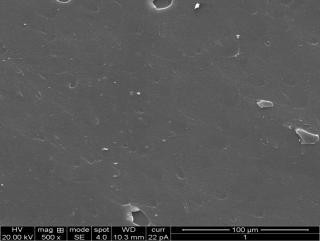 HV mag ⊞ mode spot WD curr 100 µm
20.00 kV 500 x SE 4.0 10.3 mm 22 pA 1